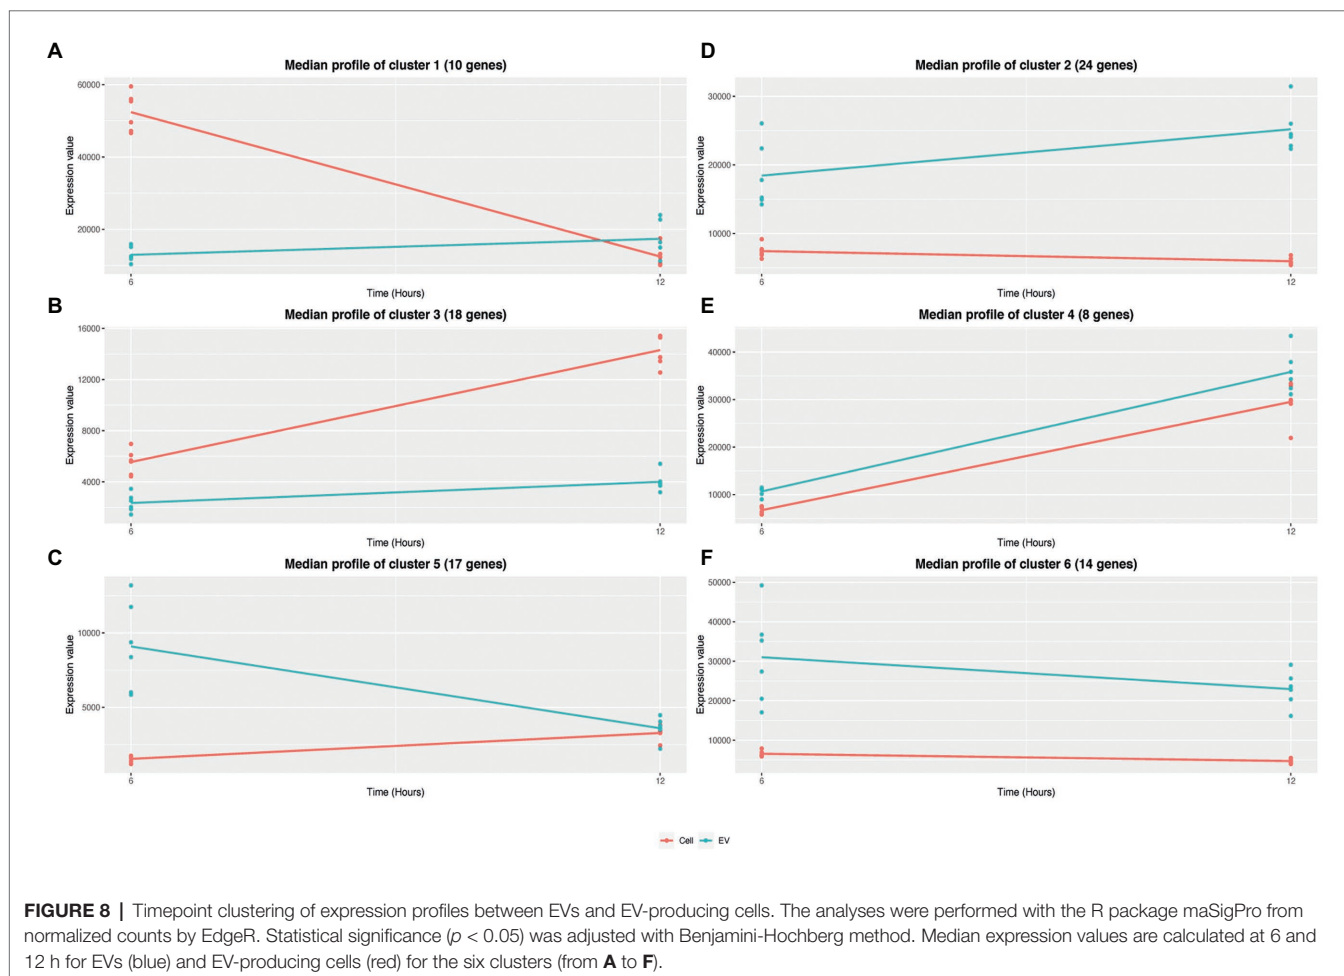 A
Median profile of cluster 1 (10 genes)
60000
40000
20000
Expression value
6
12
Time (Hours)
D
Median profile of cluster 2 (24 genes)
30000
20000
10000
Expression value
6
12
Time (Hours)
B
Median profile of cluster 3 (18 genes)
16000
12000
8000
4000
Expression value
6
12
Time (Hours)
E
Median profile of cluster 4 (8 genes)
40000
30000
20000
10000
Expression value
6
12
Time (Hours)
C
Median profile of cluster 5 (17 genes)
10000
5000
Expression value
6
12
Time (Hours)
F
Median profile of cluster 6 (14 genes)
50000
40000
30000
20000
10000
Expression value
6
12
Time (Hours)
Cell EV
FIGURE 8 | Timepoint clustering of expression profiles between EVs and EV-producing cells. The analyses were performed with the R package maSigPro from
normalized counts by EdgeR. Statistical significance (p < 0.05) was adjusted with Benjamini-Hochberg method. Median expression values are calculated at 6 and
12 h for EVs (blue) and EV-producing cells (red) for the six clusters (from A to F).